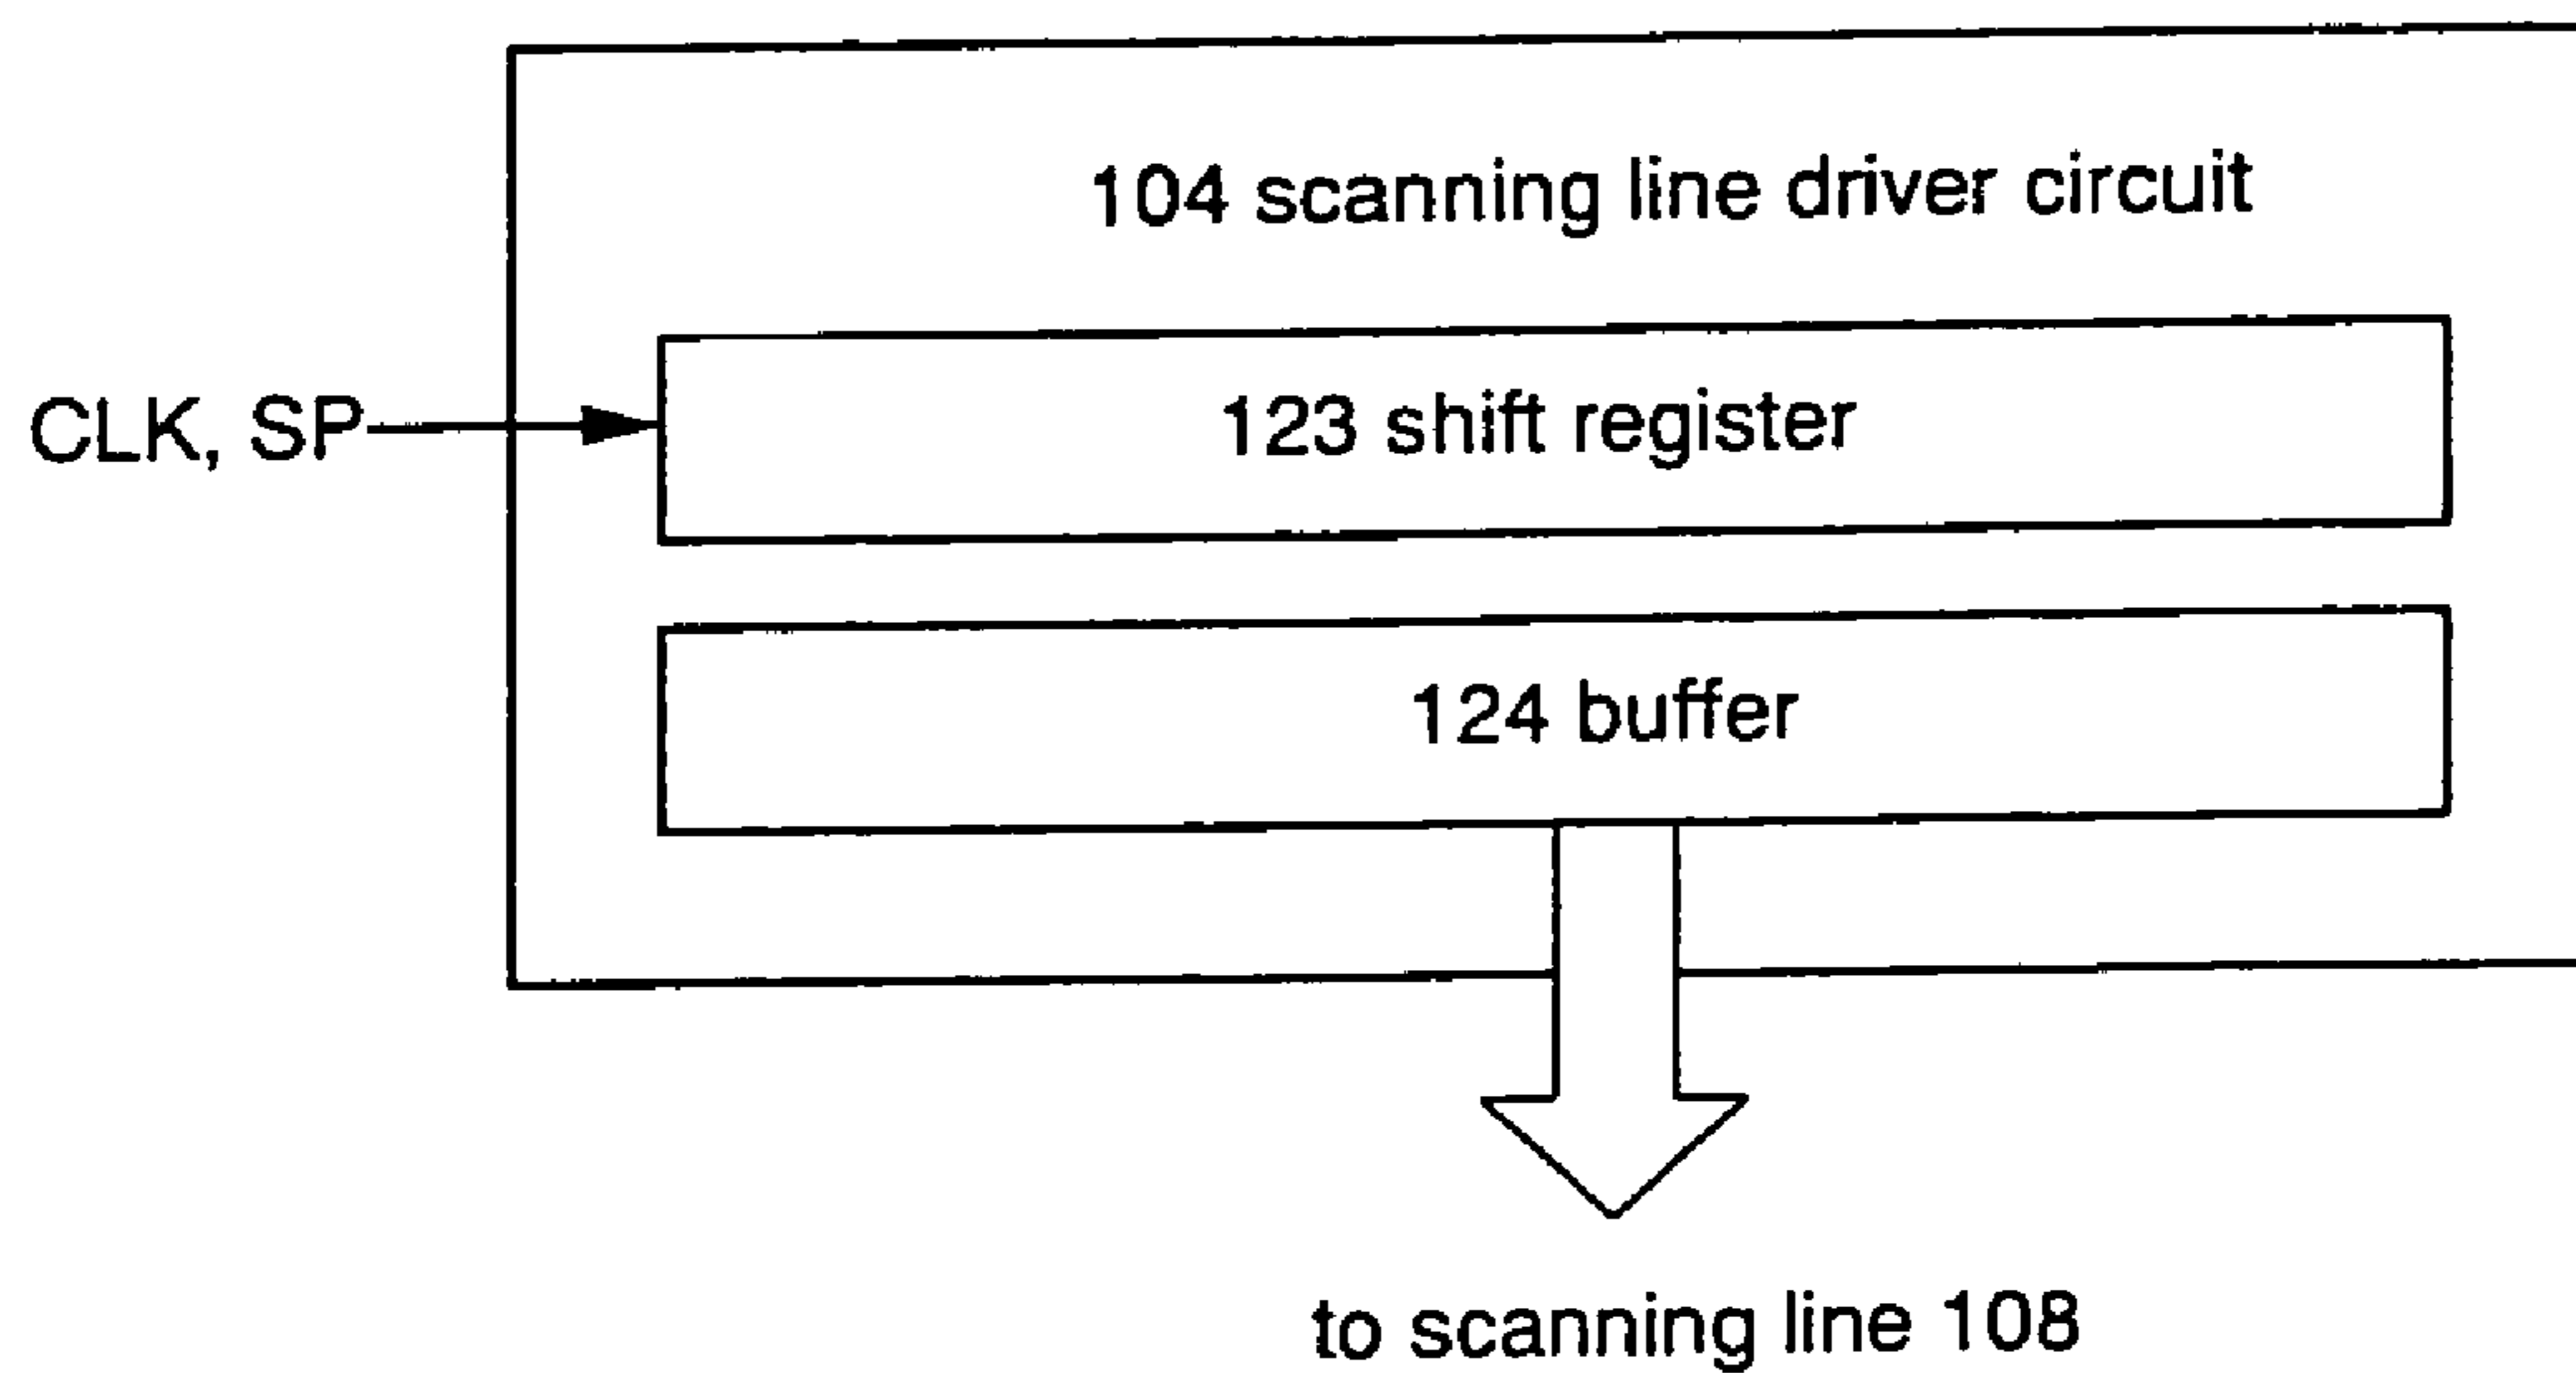 104 scanning line driver circuit
CLK, SP
123 shift register
124 buffer
to scanning line 108